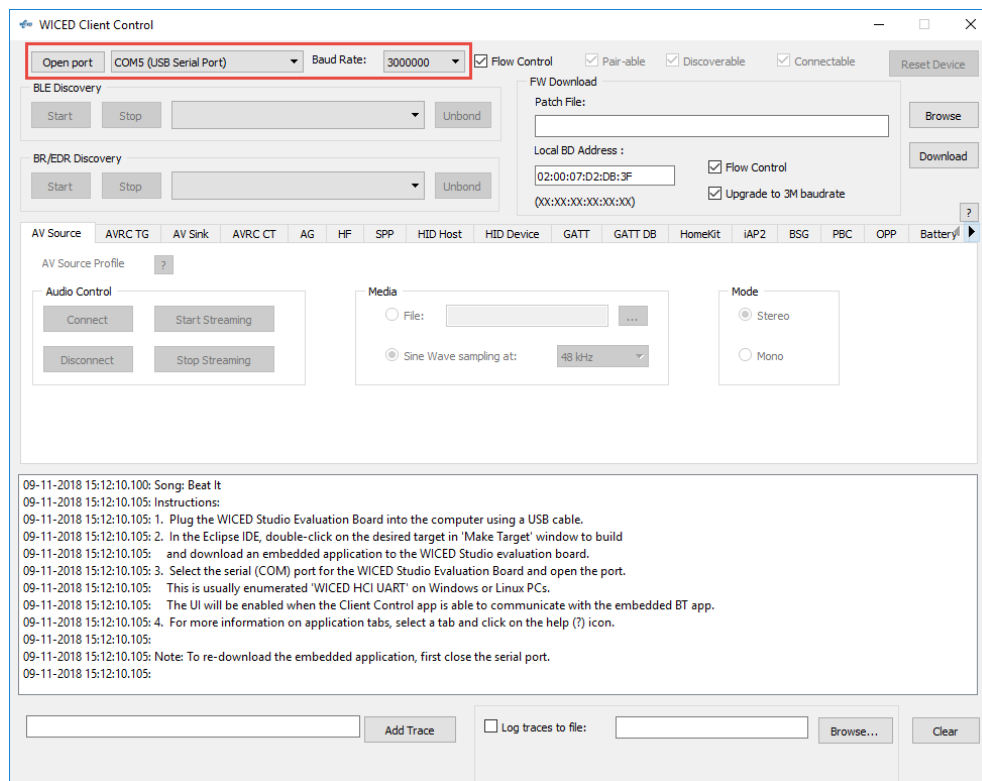 WICED Client Control
Open port COM5 (USB Serial Port) Baud Rate: 3000000 Flow Control Pair-able Discoverable Connectable Reset Device
BLE Discovery
Start Stop Unbond
BR/EDR Discovery
Start Stop Unbond
FW Download
Patch File:
Browse
Local BD Address :
Download
02:00:07:D2:DB:3F
Flow Control
Upgrade to 3M baudrate
(XX:XX:XX:XX:XX:XX)
?
AV Source AVRC TG AV Sink AVRC CT AG HF SPP HID Host HID Device GATT GATT DB HomeKit iAP2 BSG PBC OPP Battery
AV Source Profile ?
Audio Control
Connect Start Streaming
Disconnect Stop Streaming
Media
File: ...
Sine Wave sampling at: 48 kHz
Mode
Stereo
Mono
09-11-2018 15:12:10.100: Song: Beat It
09-11-2018 15:12:10.105: Instructions:
09-11-2018 15:12:10.105: 1. Plug the WICED Studio Evaluation Board into the computer using a USB cable.
09-11-2018 15:12:10.105: 2. In the Eclipse IDE, double-click on the desired target in 'Make Target' window to build
09-11-2018 15:12:10.105: and download an embedded application to the WICED Studio evaluation board.
09-11-2018 15:12:10.105: 3. Select the serial (COM) port for the WICED Studio Evaluation Board and open the port.
09-11-2018 15:12:10.105: This is usually enumerated 'WICED HCI UART' on Windows or Linux PCs.
09-11-2018 15:12:10.105: The UI will be enabled when the Client Control app is able to communicate with the embedded BT app.
09-11-2018 15:12:10.105: 4. For more information on application tabs, select a tab and click on the help (?) icon.
09-11-2018 15:12:10.105:
09-11-2018 15:12:10.105: Note: To re-download the embedded application, first close the serial port.
09-11-2018 15:12:10.105:
Add Trace Log traces to file: Browse... Clear